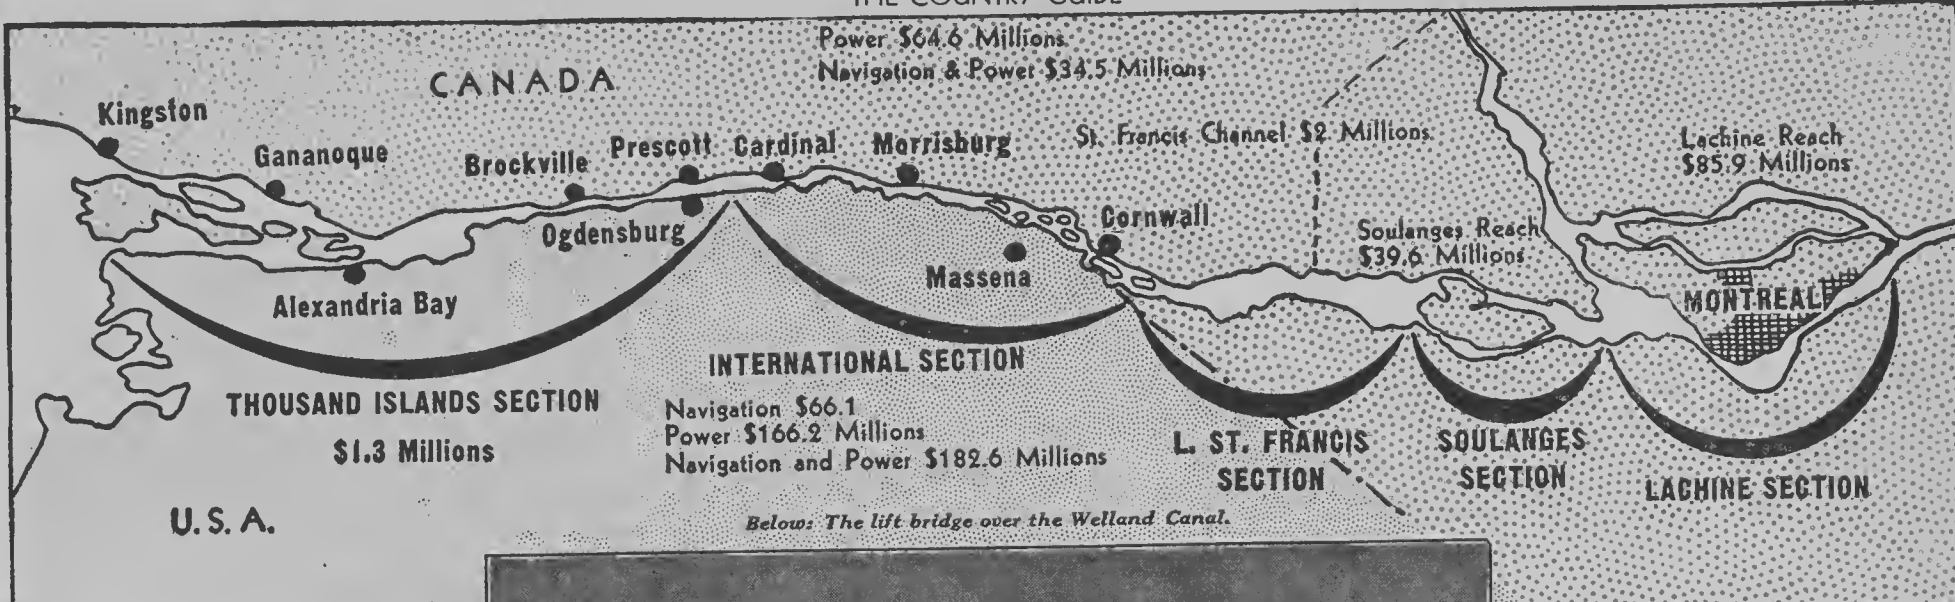 THE COUNTRY GUIDE
Power $64.6 Millions
Navigation & Power $34.5 Millions
CANADA
Kingston
Gananoque
Brockville
Prescott
Cardinal
Morrisburg
St. Francis Channel $2 Millions
Lachine Reach
$85.9 Millions
Ogdensburg
Cornwall
Soulanges Reach
$39.6 Millions
Alexandria Bay
Massena
MONTREAL
THOUSAND ISLANDS SECTION
$1.3 Millions
INTERNATIONAL SECTION
Navigation $66.1
Power $166.2 Millions
Navigation and Power $182.6 Millions
L. ST. FRANCIS
SECTION
SOULANGES
SECTION
LACHINE SECTION
U.S.A.
Below: The lift bridge over the Welland Canal.